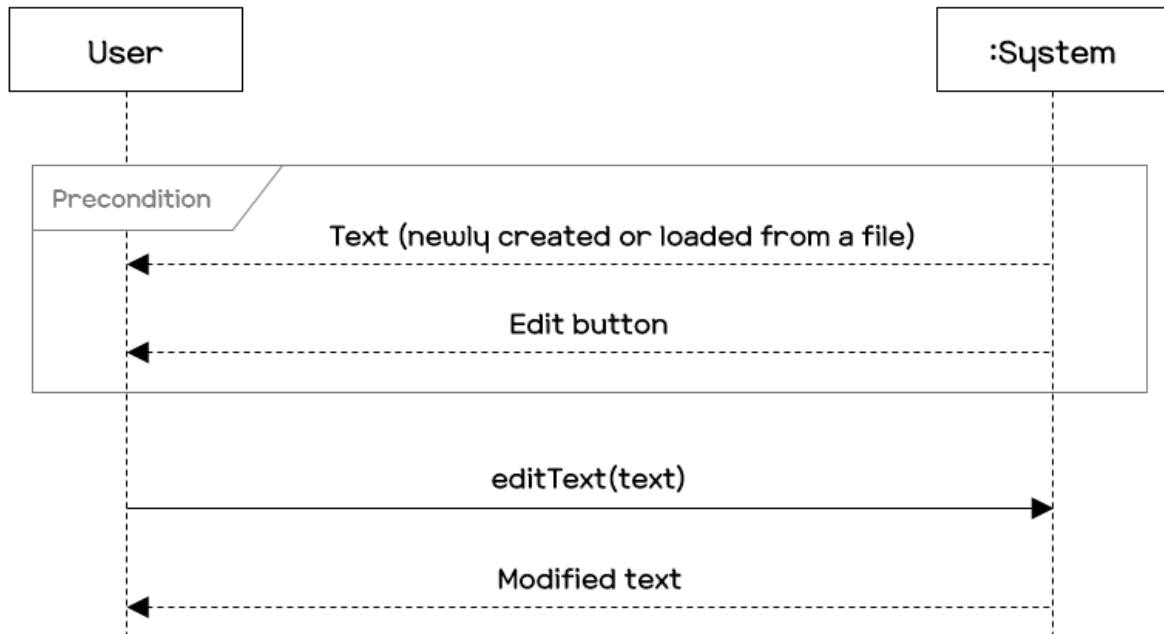 User
:System
Precondition
Text (newly created or loaded from a file)
Edit button
editText(text)
Modified text